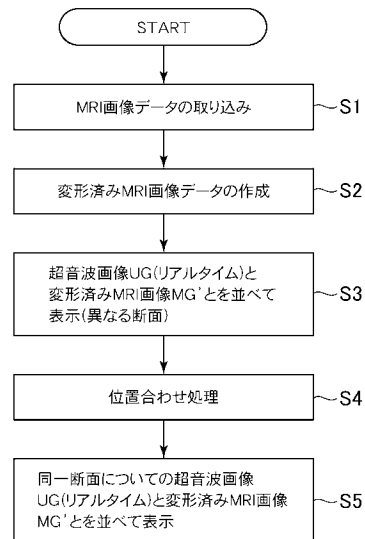 START
MRI画像データの取り込み
S1
変形済みMRI画像データの作成
S2
超音波画像UG(リアルタイム)と
変形済みMRI画像MG'とを並べて
表示(異なる断面)
S3
位置合わせ処理
S4
同一断面についての超音波画像
UG(リアルタイム)と変形済みMRI画像
MG'とを並べて表示
S5